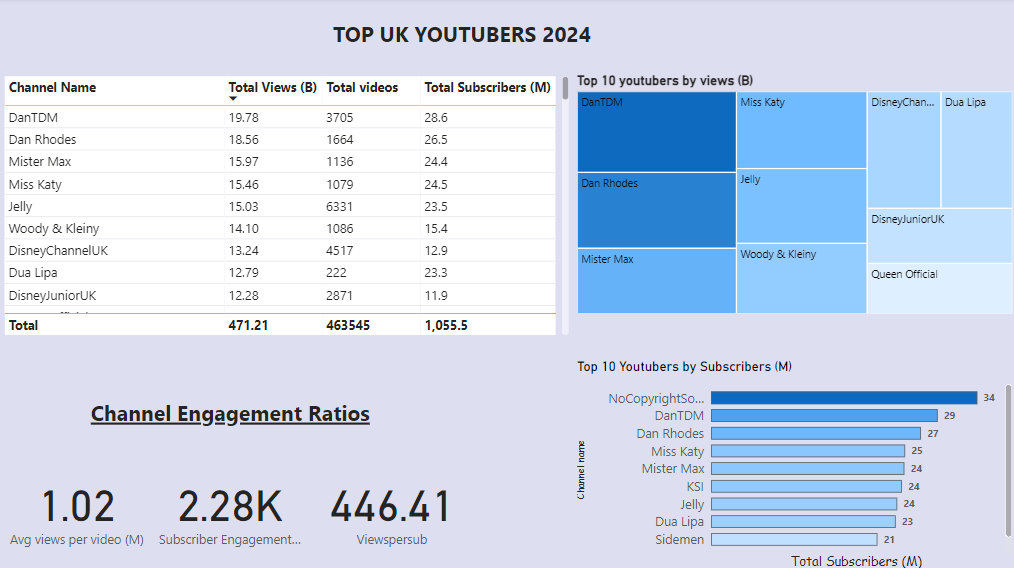 TOP UK YOUTUBERS 2024
Channel Name Total Views (B) Total videos Total Subscribers (M)
DanTDM 19.78 3705 28.6
Dan Rhodes 18.56 1664 26.5
Mister Max 15.97 1136 24.4
Miss Katy 15.46 1079 24.5
Jelly 15.03 6331 23.5
Woody & Kleiny 14.10 1086 15.4
DisneyChannelUK 13.24 4517 12.9
Dua Lipa 12.79 222 23.3
DisneyJuniorUK 12.28 2871 11.9
Total 471.21 463545 1,055.5
Top 10 youtubers by views (B)
DanTDM
Dan Rhodes
Mister Max
Miss Katy
Jelly
Woody & Kleiny
DisneyChan...
Dua Lipa
DisneyJuniorUK
Queen Official
Channel Engagement Ratios
1.02
Avg views per video (M)
2.28K
Subscriber Engagement...
446.41
Viewspersub
Top 10 Youtubers by Subscribers (M)
Channel name
NoCopyrightSo... 34
DanTDM 29
Dan Rhodes 27
Miss Katy 25
Mister Max 24
KSI 24
Jelly 24
Dua Lipa 23
Sidemen 21
Total Subscribers (M)